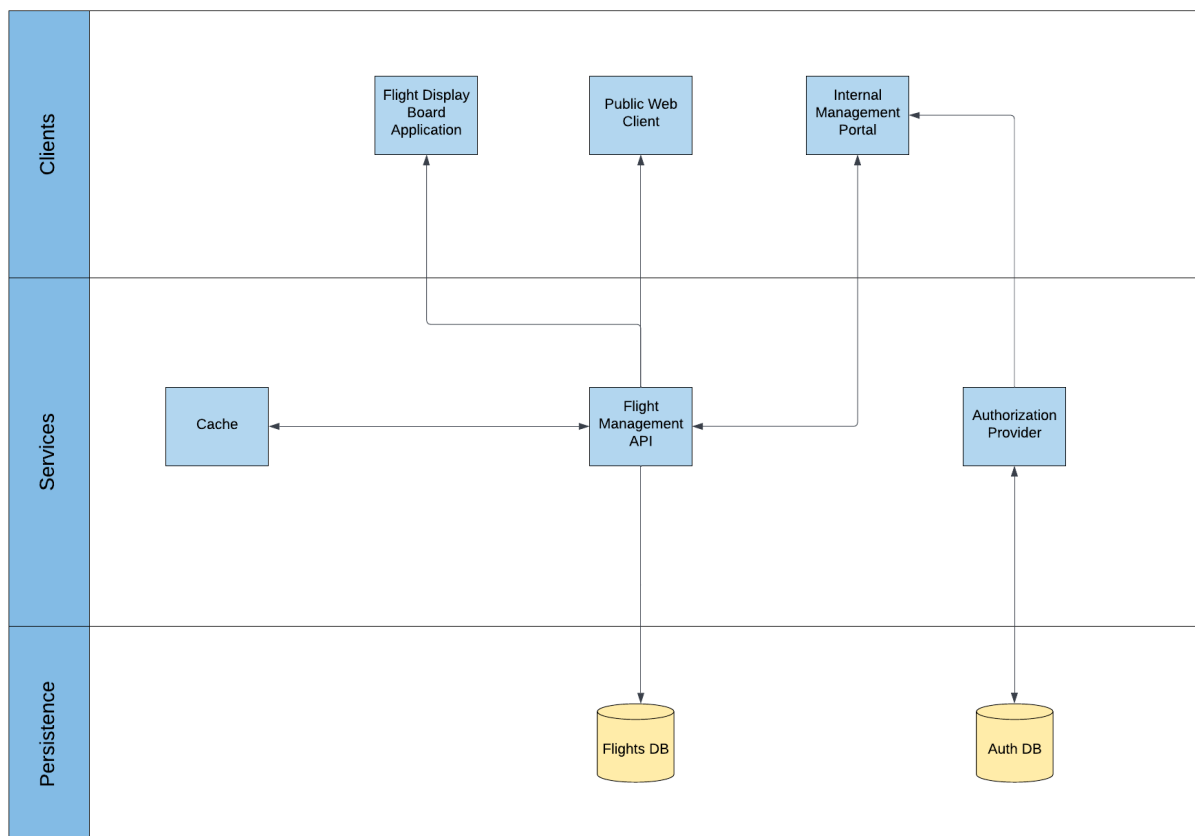 Clients
Flight Display
Board
Application
Public Web
Client
Internal
Management
Portal
Services
Cache
Flight
Management
API
Authorization
Provider
Persistence
Flights DB
Auth DB